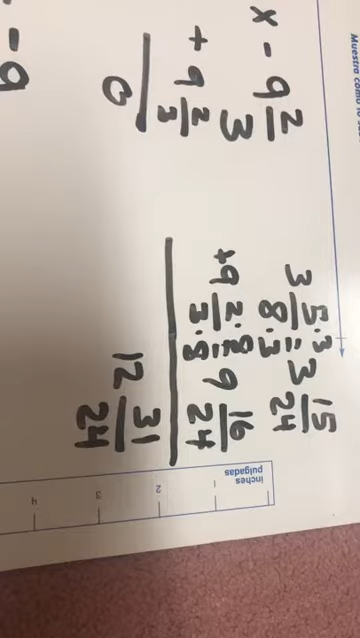 Muestra cómo lo
x - 9 2/3
+ 9 2/3
0
- 9
3 5/8 · 3/3 = 3 15/24
+9 2/3 · 8/8 = 9 16/24
12 31/24
inches
pulgadas
1 2 3 4